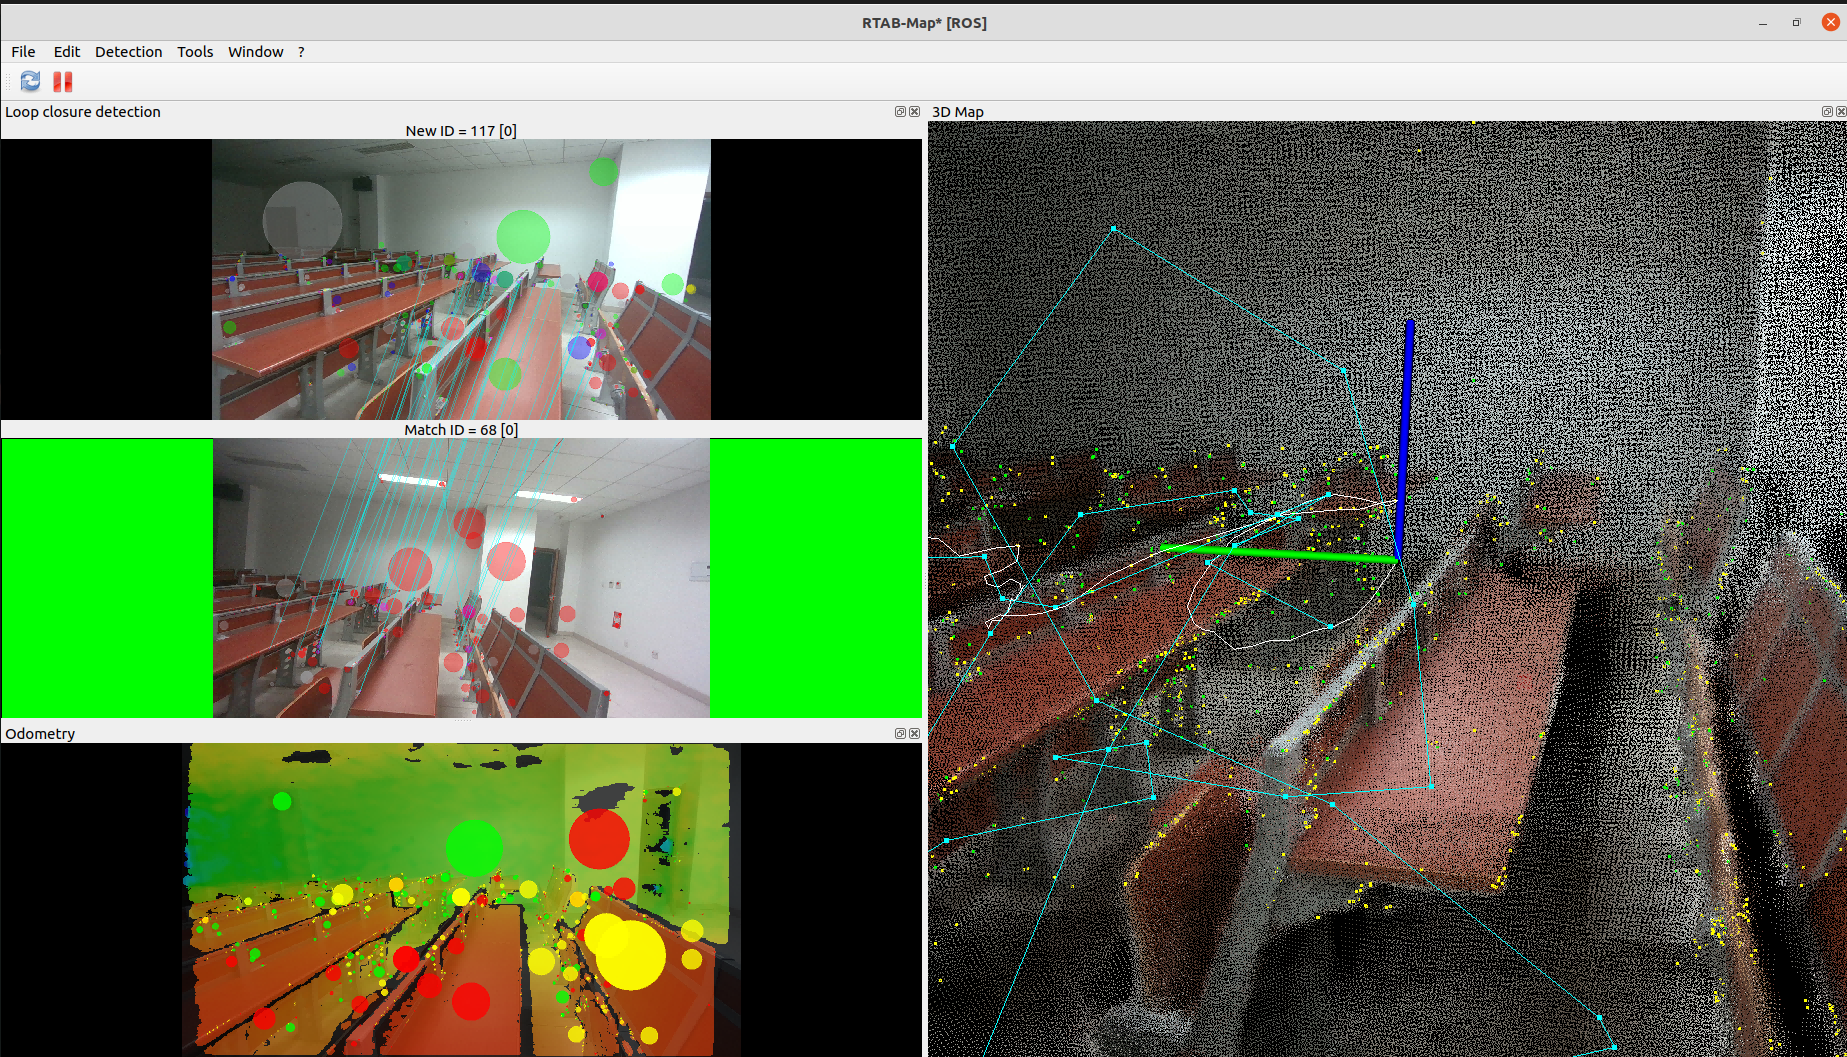 RTAB-Map* [ROS]
File Edit Detection Tools Window ?
Loop closure detection
New ID = 117 [0]
Match ID = 68 [0]
Odometry
3D Map